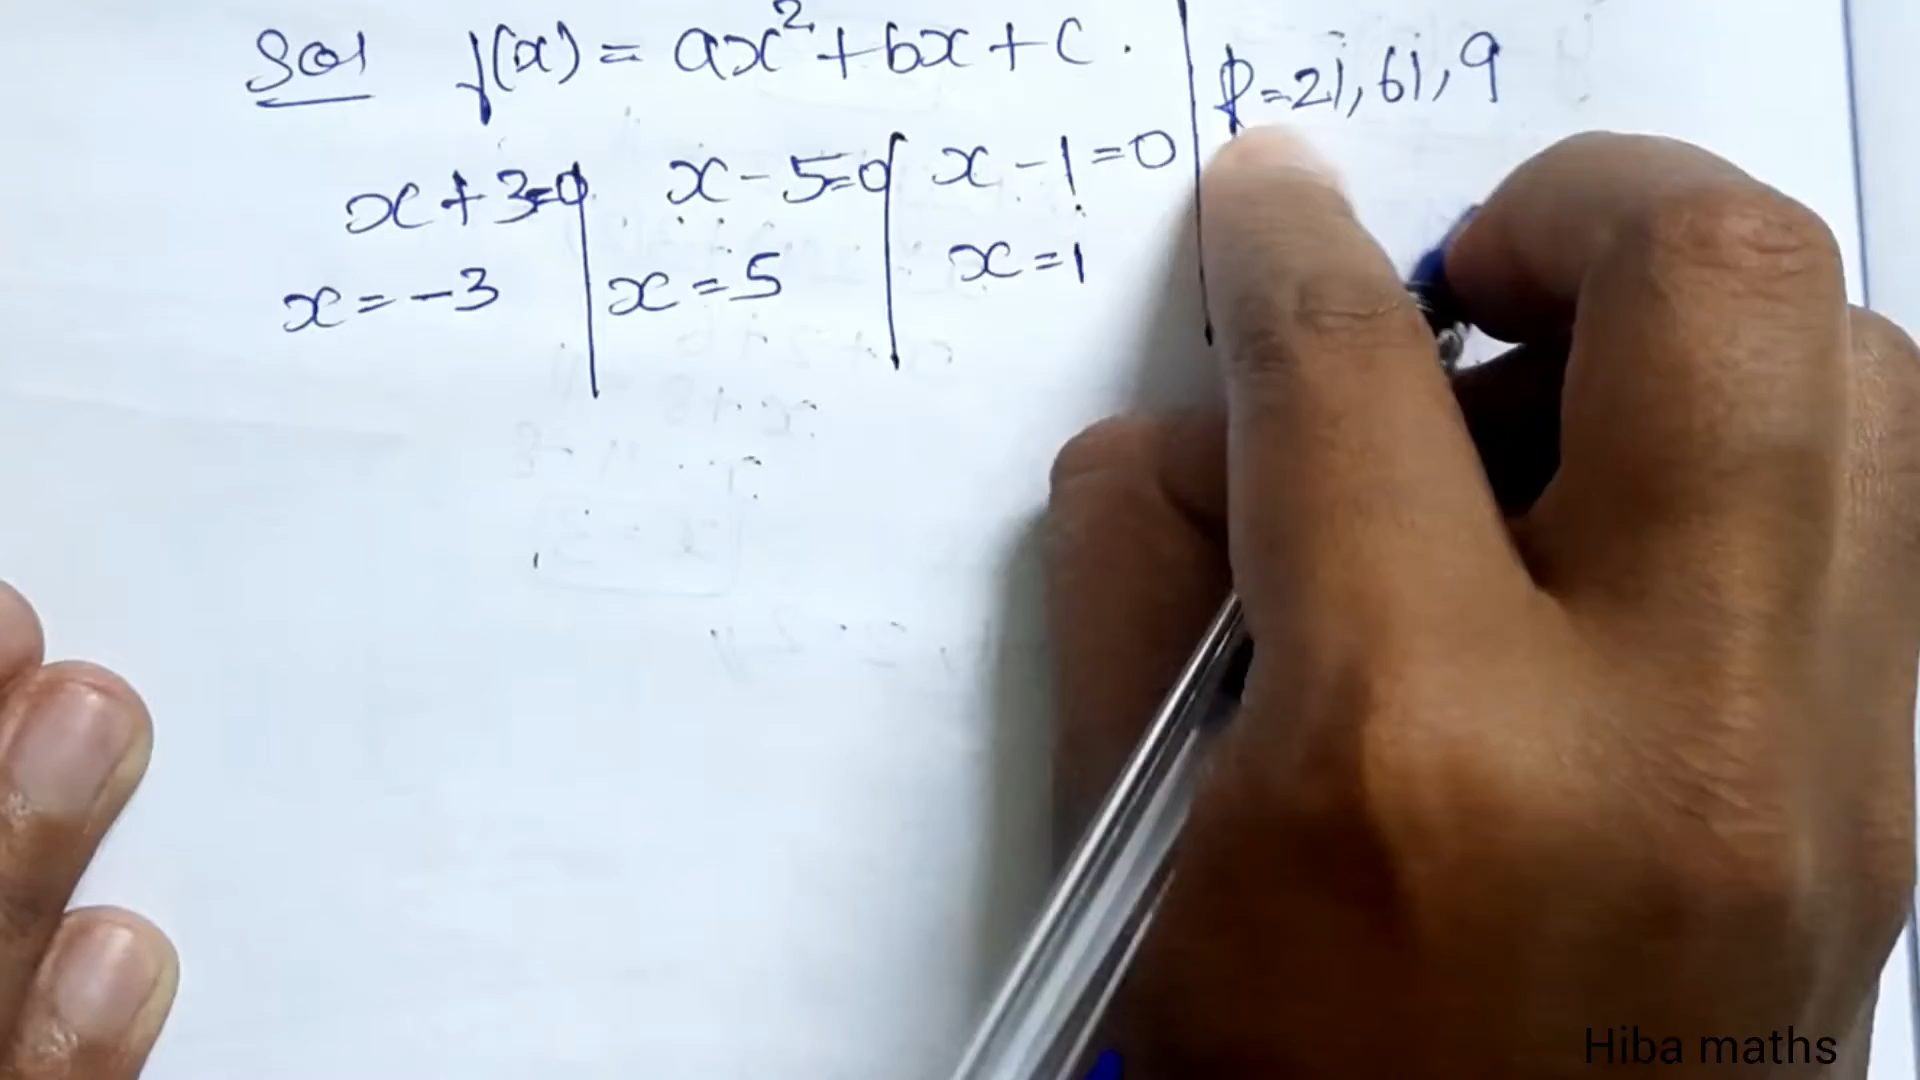 Sol f(x) = ax²+bx+c.
x+3=0
x=-3
x-5=0
x=5
x-1=0
x=1
R=21, 61, 9
Hiba maths